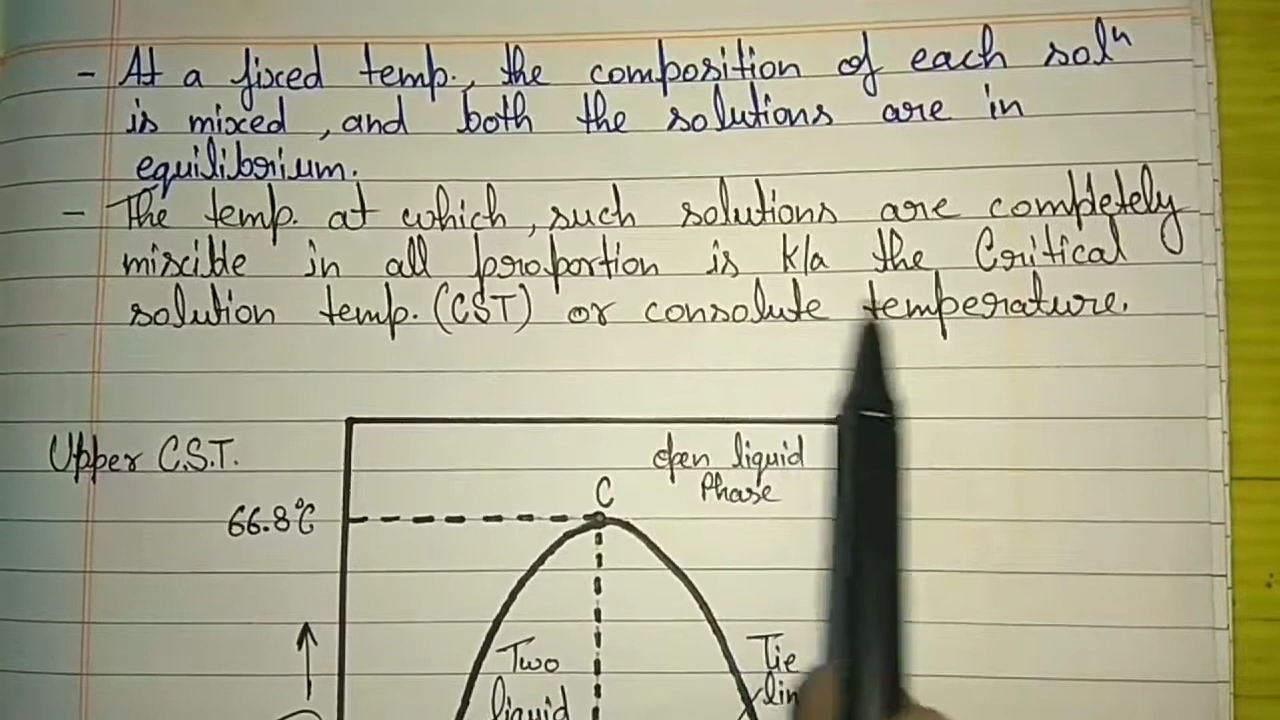 - At a fixed temp., the composition of each solⁿ
is mixed, and both the solutions are in
equilibrium.
- The temp. at which, such solutions are completely
miscible in all proportion is k/a the Critical
solution temp. (CST) or consolute temperature.
Upper C.S.T.
Open liquid
Phase
C
66.8°C
Two
liquid
Tie
lin